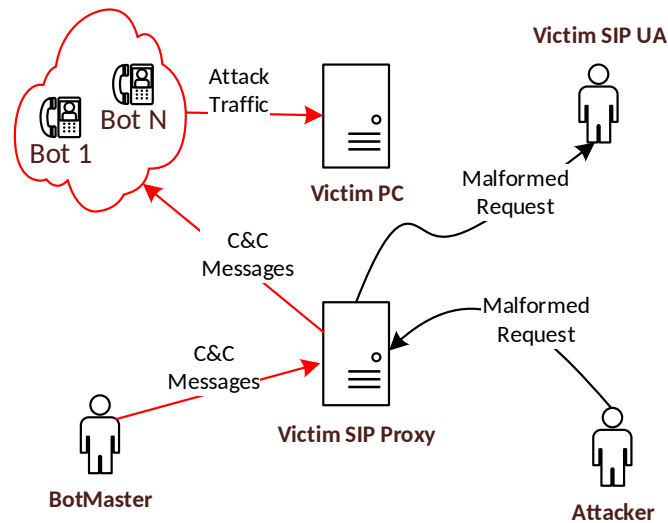 Victim SIP UA
Attack
Traffic
Bot N
Bot 1
Victim PC
Malformed
Request
C&C
Messages
Malformed
Request
C&C
Messages
Victim SIP Proxy
BotMaster
Attacker